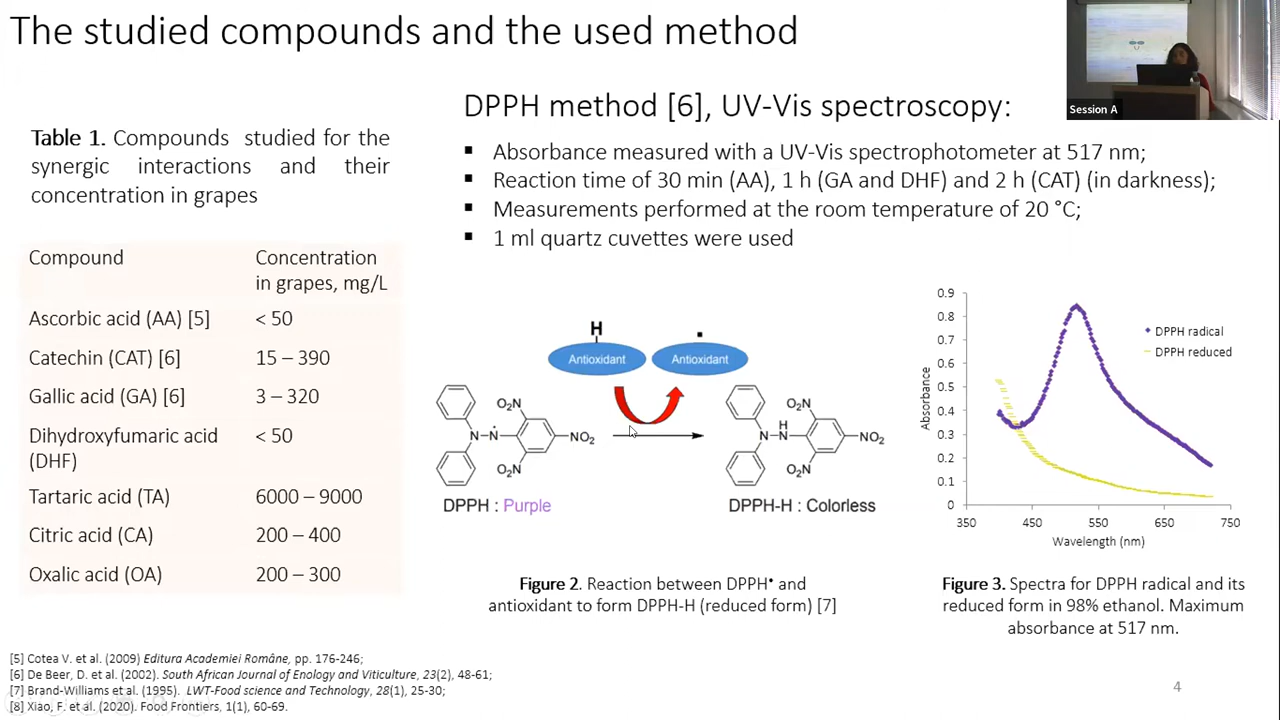 The studied compounds and the used method
Session A
Table 1. Compounds studied for the
synergic interactions and their
concentration in grapes
Compound Concentration
in grapes, mg/L
Ascorbic acid (AA) [5] < 50
Catechin (CAT) [6] 15 – 390
Gallic acid (GA) [6] 3 – 320
Dihydroxyfumaric acid
(DHF) < 50
Tartaric acid (TA) 6000 – 9000
Citric acid (CA) 200 – 400
Oxalic acid (OA) 200 – 300
DPPH method [6], UV-Vis spectroscopy:
▪ Absorbance measured with a UV-Vis spectrophotometer at 517 nm;
▪ Reaction time of 30 min (AA), 1 h (GA and DHF) and 2 h (CAT) (in darkness);
▪ Measurements performed at the room temperature of 20 °C;
▪ 1 ml quartz cuvettes were used
H
Antioxidant Antioxidant
O₂N
N N NO₂
O₂N
DPPH : Purple
O₂N
H
N N NO₂
O₂N
DPPH-H : Colorless
Figure 2. Reaction between DPPH• and
antioxidant to form DPPH-H (reduced form) [7]
Absorbance
0.9
0.8
0.7
0.6
0.5
0.4
0.3
0.2
0.1
0
350 450 550 650 750
Wavelength (nm)
DPPH radical
DPPH reduced
Figure 3. Spectra for DPPH radical and its
reduced form in 98% ethanol. Maximum
absorbance at 517 nm.
[5] Cotea V. et al. (2009) Editura Academiei Române, pp. 176-246;
[6] De Beer, D. et al. (2002). South African Journal of Enology and Viticulture, 23(2), 48-61;
[7] Brand-Williams et al. (1995). LWT-Food science and Technology, 28(1), 25-30;
[8] Xiao, F. et al. (2020). Food Frontiers, 1(1), 60-69.
4